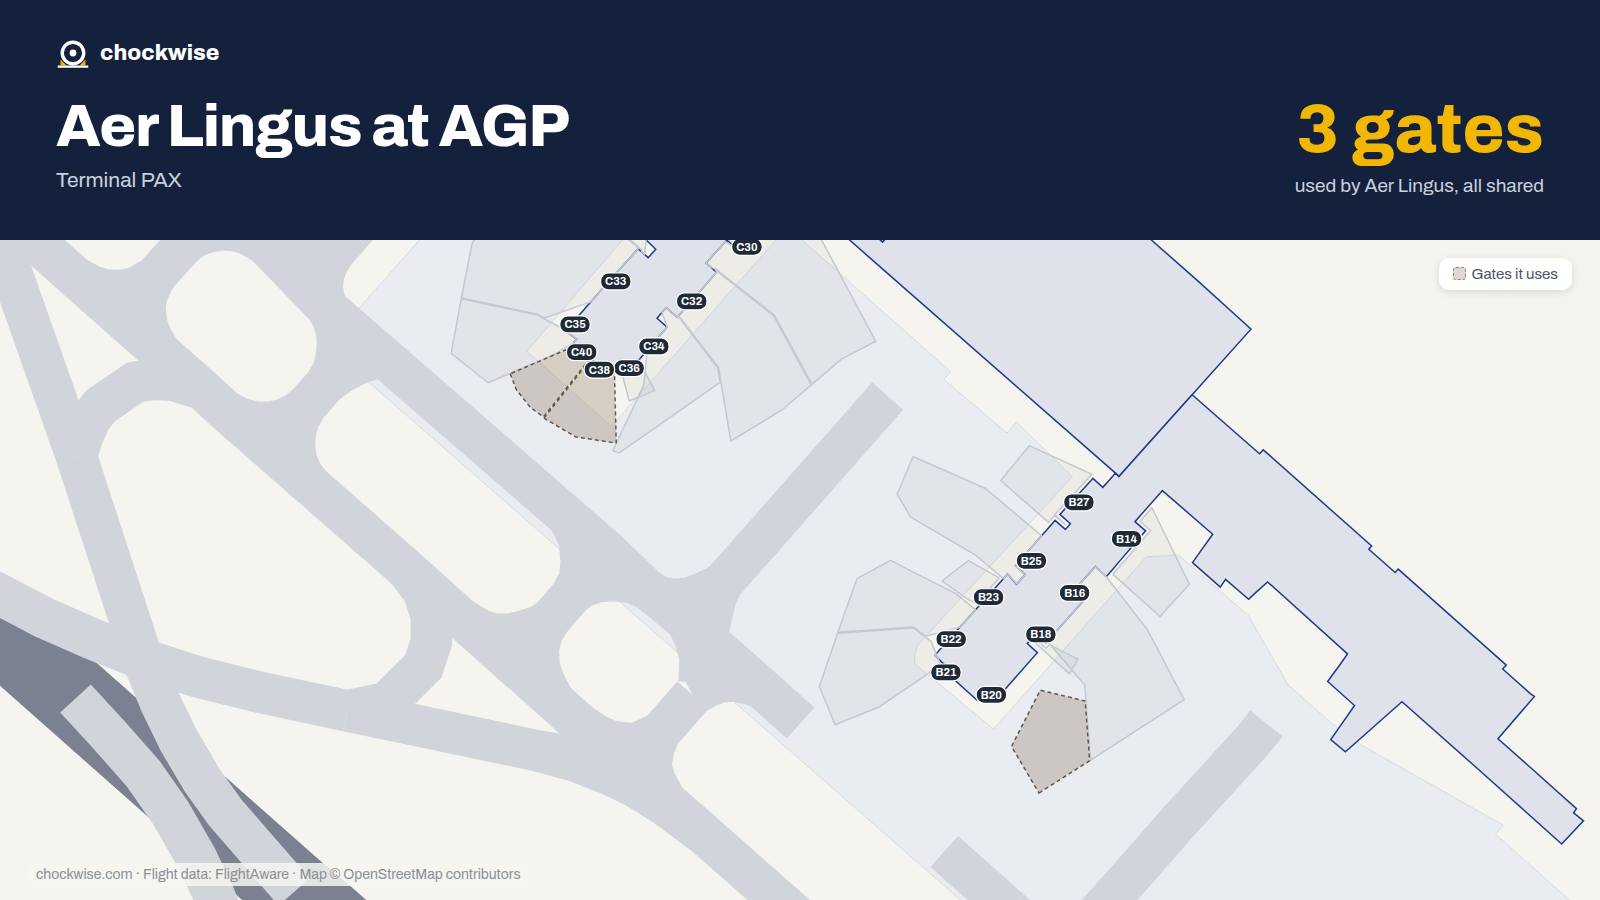 chockwise
Aer Lingus at AGP
Terminal PAX
3 gates
used by Aer Lingus, all shared
Gates it uses
C30
C33
C32
C35
C34
C40
C38
C36
B27
B14
B25
B16
B23
B18
B22
B21
B20
chockwise.com · Flight data: FlightAware · Map © OpenStreetMap contributors